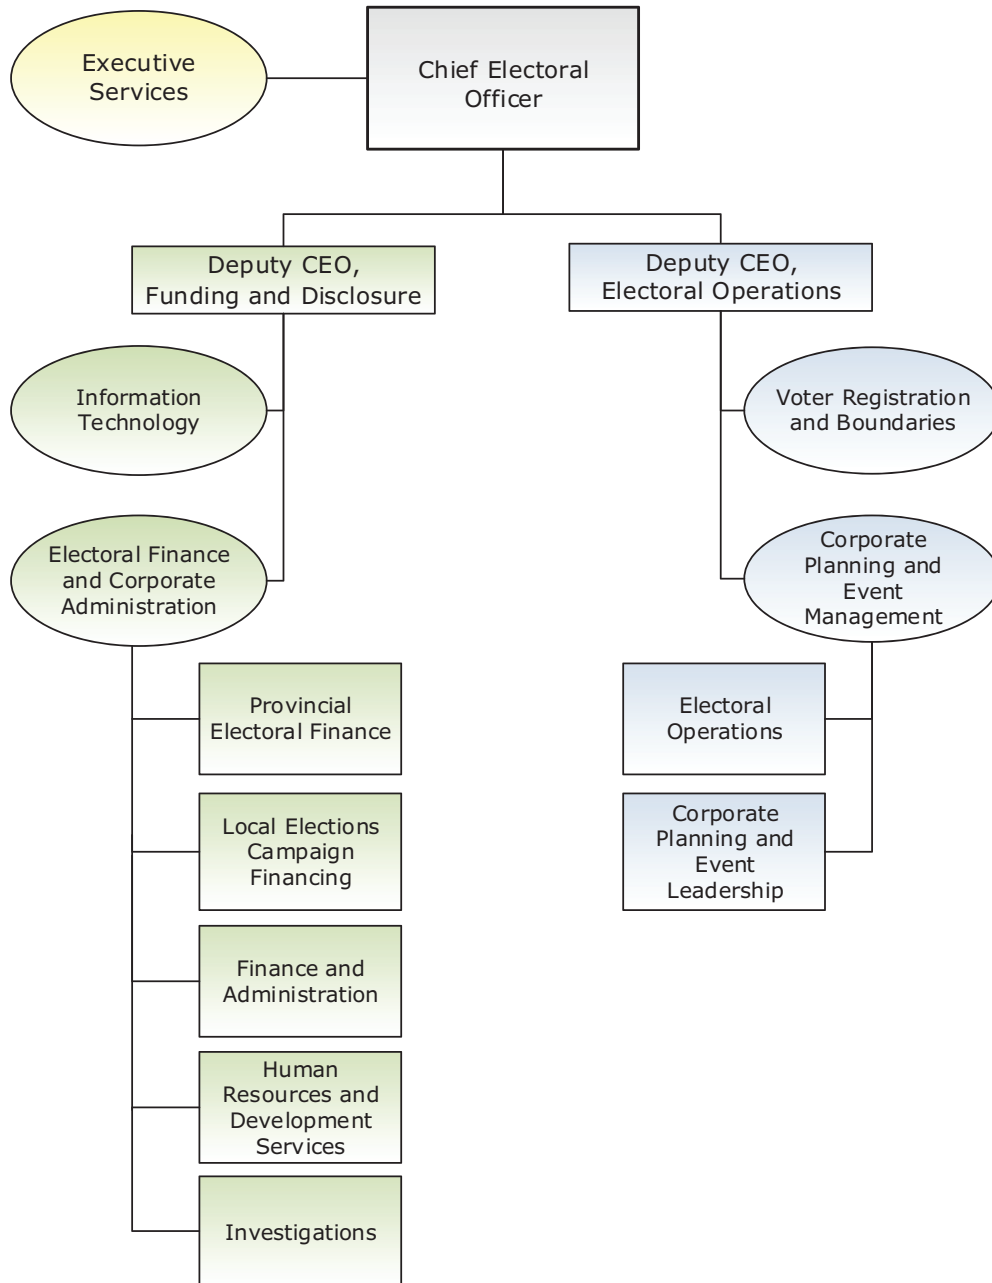 Executive
Services
Chief Electoral
Officer
Deputy CEO,
Funding and Disclosure
Deputy CEO,
Electoral Operations
Information
Technology
Voter Registration
and Boundaries
Electoral Finance
and Corporate
Administration
Corporate
Planning and
Event
Management
Provincial
Electoral Finance
Electoral
Operations
Local Elections
Campaign
Financing
Corporate
Planning and
Event
Leadership
Finance and
Administration
Human
Resources and
Development
Services
Investigations